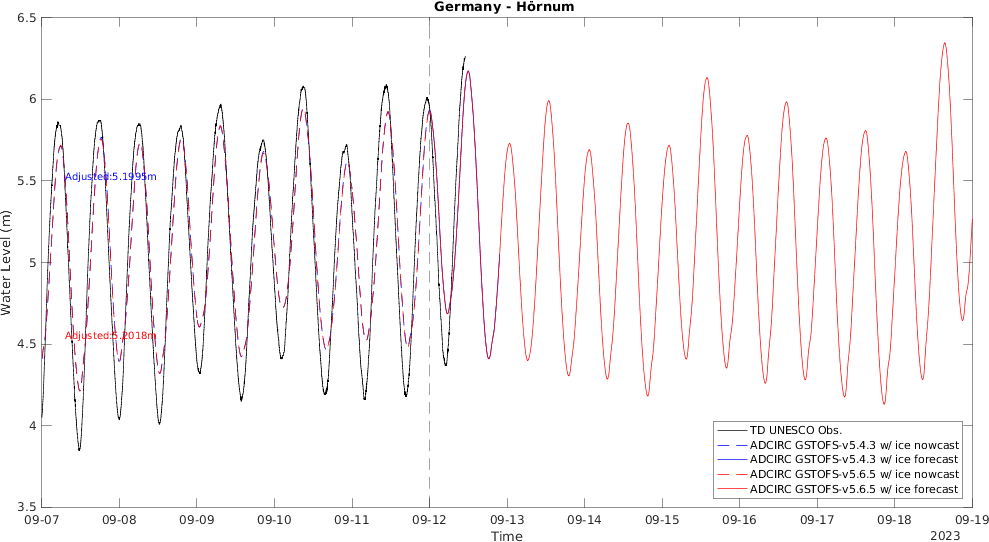 Germany - Hörnum
6.5
6
5.5
5
4.5
4
3.5
Water Level (m)
Adjusted:5.1995m
Adjusted:5.2018m
TD UNESCO Obs.
ADCIRC GSTOFS-v5.4.3 w/ ice nowcast
ADCIRC GSTOFS-v5.4.3 w/ ice forecast
ADCIRC GSTOFS-v5.6.5 w/ ice nowcast
ADCIRC GSTOFS-v5.6.5 w/ ice forecast
09-07 09-08 09-09 09-10 09-11 09-12 09-13 09-14 09-15 09-16 09-17 09-18 09-19
Time
2023